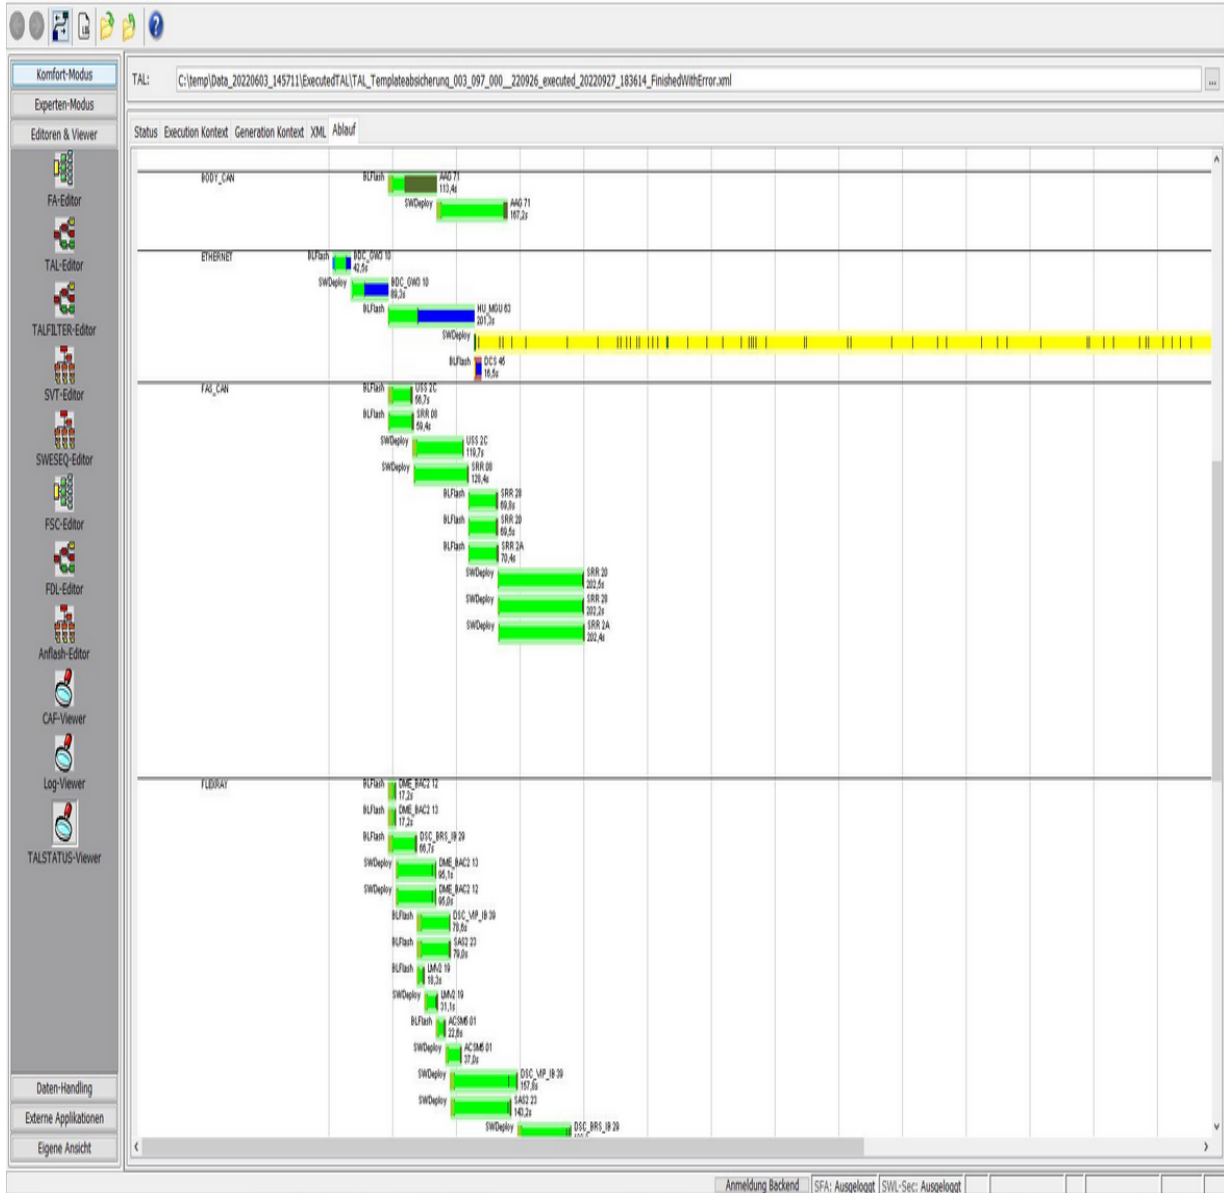 Komfort-Modus
Experten-Modus
Editoren & Viewer
FA-Editor
TAL-Editor
TALFILTER-Editor
SVT-Editor
SWESEQ-Editor
FSC-Editor
FDL-Editor
Anflash-Editor
CAF-Viewer
Log-Viewer
TALSTATUS-Viewer
Daten-Handling
Externe Applikationen
Eigene Ansicht
TAL: C:\temp\Data_20220603_145711\ExecutedTAL\TAL_Templateabsicherung_003_097_000__220926_executed_20220927_183614_FinishedWithError.xml ...
Status Execution Kontext Generation Kontext XML Ablauf
BODY_CAN
BLFlash AAG 71
113,4s
SWDeploy AAG 71
167,2s
ETHERNET
BLFlash BDC_GW3 10
42,6s
SWDeploy BDC_GW3 10
89,3s
BLFlash HU_MGU 63
201,3s
SWDeploy
BLFlash DCS 46
16,5s
FAS_CAN
BLFlash USS 2C
56,7s
BLFlash SRR 08
59,4s
SWDeploy USS 2C
119,7s
SWDeploy SRR 08
128,4s
BLFlash SRR 28
69,8s
BLFlash SRR 20
69,5s
BLFlash SRR 2A
70,4s
SWDeploy SRR 20
202,5s
SWDeploy SRR 28
202,2s
SWDeploy SRR 2A
202,4s
FLEXRAY
BLFlash DME_BAC2 12
17,2s
BLFlash DME_BAC2 13
17,2s
BLFlash DSC_BRS_IB 29
66,7s
SWDeploy DME_BAC2 13
95,1s
SWDeploy DME_BAC2 12
95,0s
BLFlash DSC_VIP_IB 39
78,6s
BLFlash SAS2 23
79,0s
BLFlash LMV2 19
18,3s
SWDeploy LMV2 19
31,1s
BLFlash ACSM6 01
22,6s
SWDeploy ACSM6 01
37,0s
SWDeploy DSC_VIP_IB 39
157,8s
SWDeploy SAS2 23
143,2s
SWDeploy DSC_BRS_IB 29
Anmeldung Backend SFA: Ausgeloggt SWL-Sec: Ausgeloggt